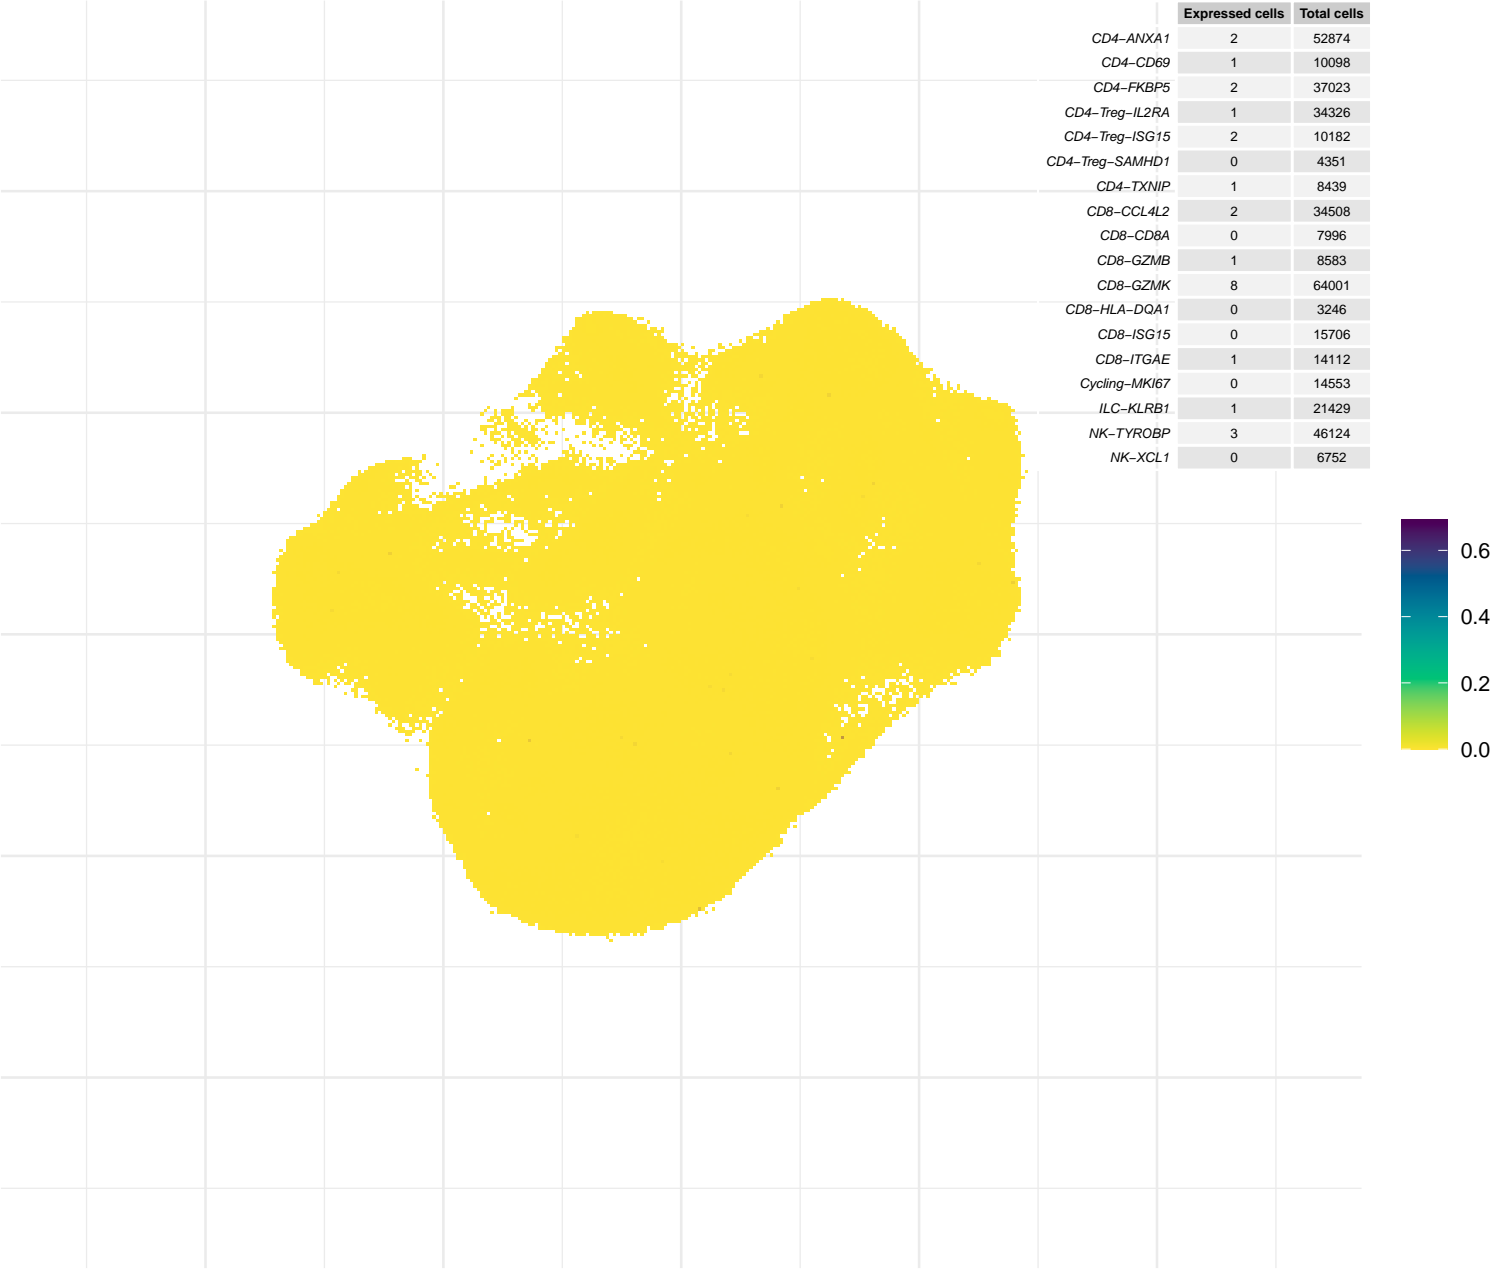 Expressed cells Total cells
CD4−ANXA1 2 52874
CD4−CD69 1 10098
CD4−FKBP5 2 37023
CD4−Treg−IL2RA 1 34326
CD4−Treg−ISG15 2 10182
CD4−Treg−SAMHD1 0 4351
CD4−TXNIP 1 8439
CD8−CCL4L2 2 34508
CD8−CD8A 0 7996
CD8−GZMB 1 8583
CD8−GZMK 8 64001
CD8−HLA−DQA1 0 3246
CD8−ISG15 0 15706
CD8−ITGAE 1 14112
Cycling−MKI67 0 14553
ILC−KLRB1 1 21429
NK−TYROBP 3 46124
NK−XCL1 0 6752
0.6
0.4
0.2
0.0